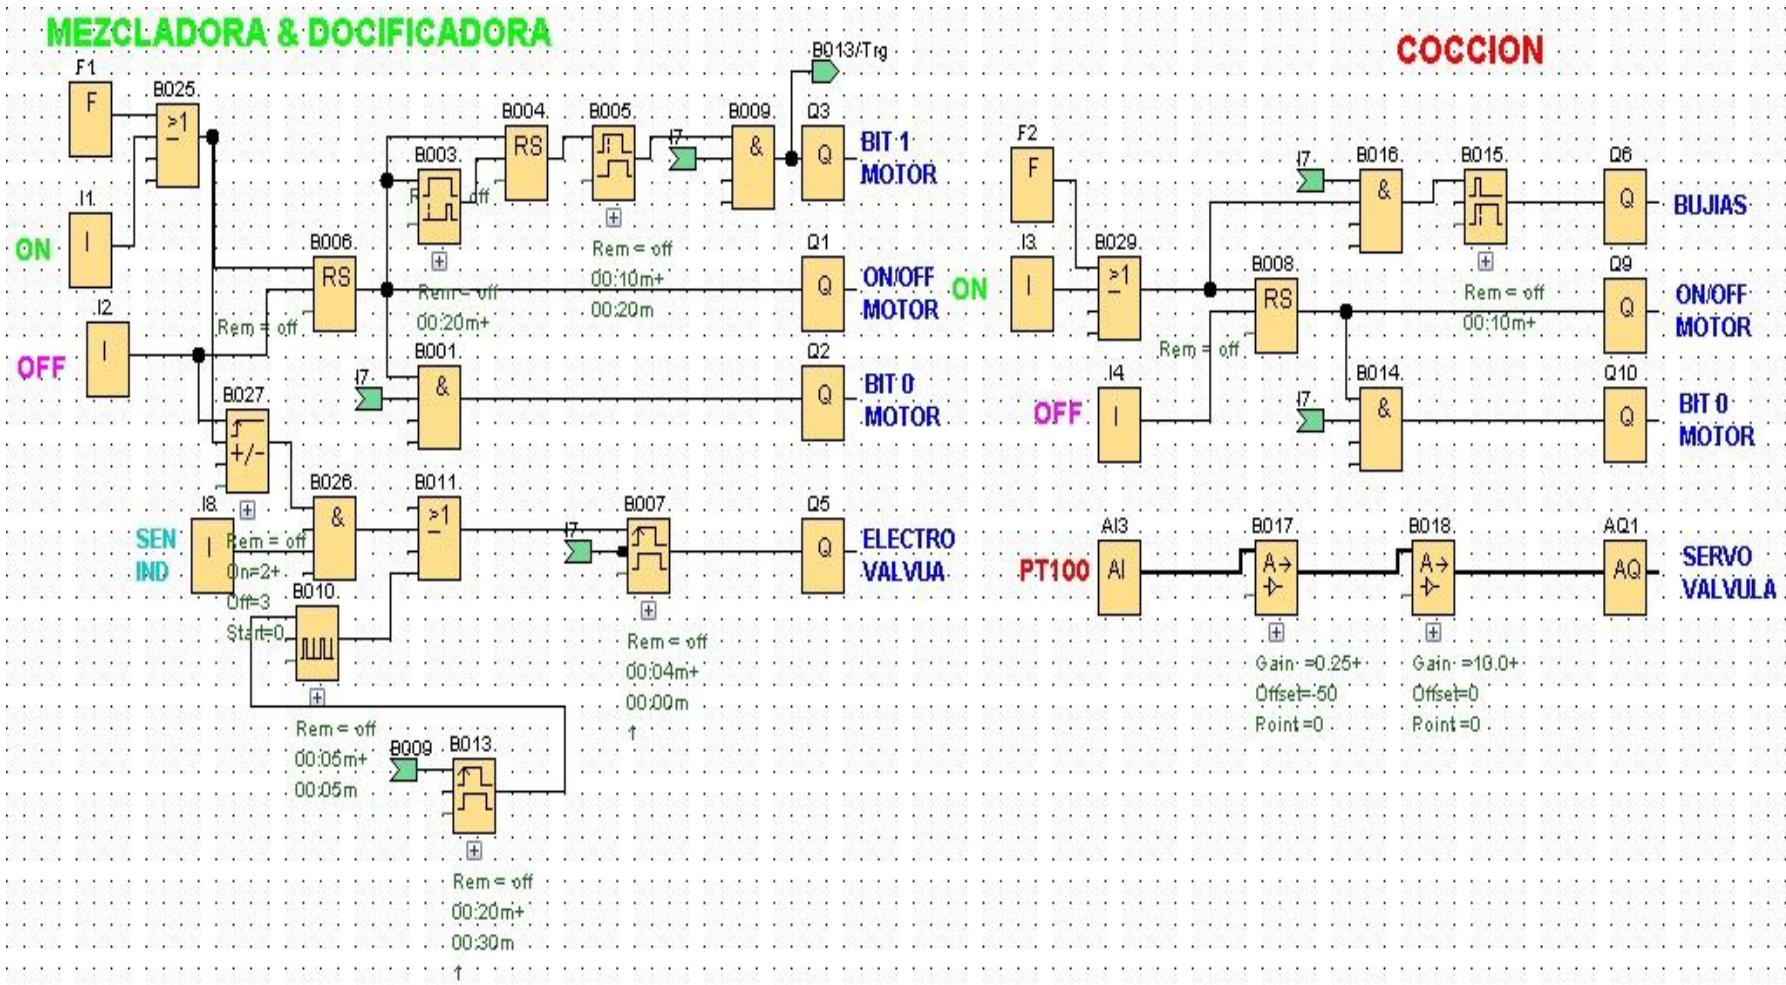 MEZCLADORA & DOCIFICADORA
COCCION
B013/Trg
F1
F
B025
>1
I1
I
ON
I2
I
OFF
B006
RS
Rem = off
B003
Rem = off
00:20m+
B004
RS
B005
Rem = off
00:10m+
00:20m
I7
B009
&
Q3
Q
BIT 1
MOTOR
Q1
Q
ON/OFF
MOTOR
I7
B001
&
Q2
Q
BIT 0
MOTOR
B027
+/-
Rem = off
On=2+
Off=3
Start=0
I8
I
SEN
IND
B026
&
B011
>1
I7
B007
Rem = off
00:04m+
00:00m
↑
Q5
Q
ELECTRO
VALVUA
B010
Rem = off
00:05m+
00:05m
B009
B013
Rem = off
00:20m+
00:30m
↑
F2
F
I3
I
ON
B029
>1
I7
B016
&
B015
Rem = off
00:10m+
Q6
Q
BUJIAS
B008
RS
Rem = off
Q9
Q
ON/OFF
MOTOR
I4
I
OFF
I7
B014
&
Q10
Q
BIT 0
MOTOR
PT100
AI3
AI
B017
A→
Gain =0.25+
Offset=-50
Point=0
B018
A→
Gain =10.0+
Offset=0
Point=0
AQ1
AQ
SERVO
VALVULA